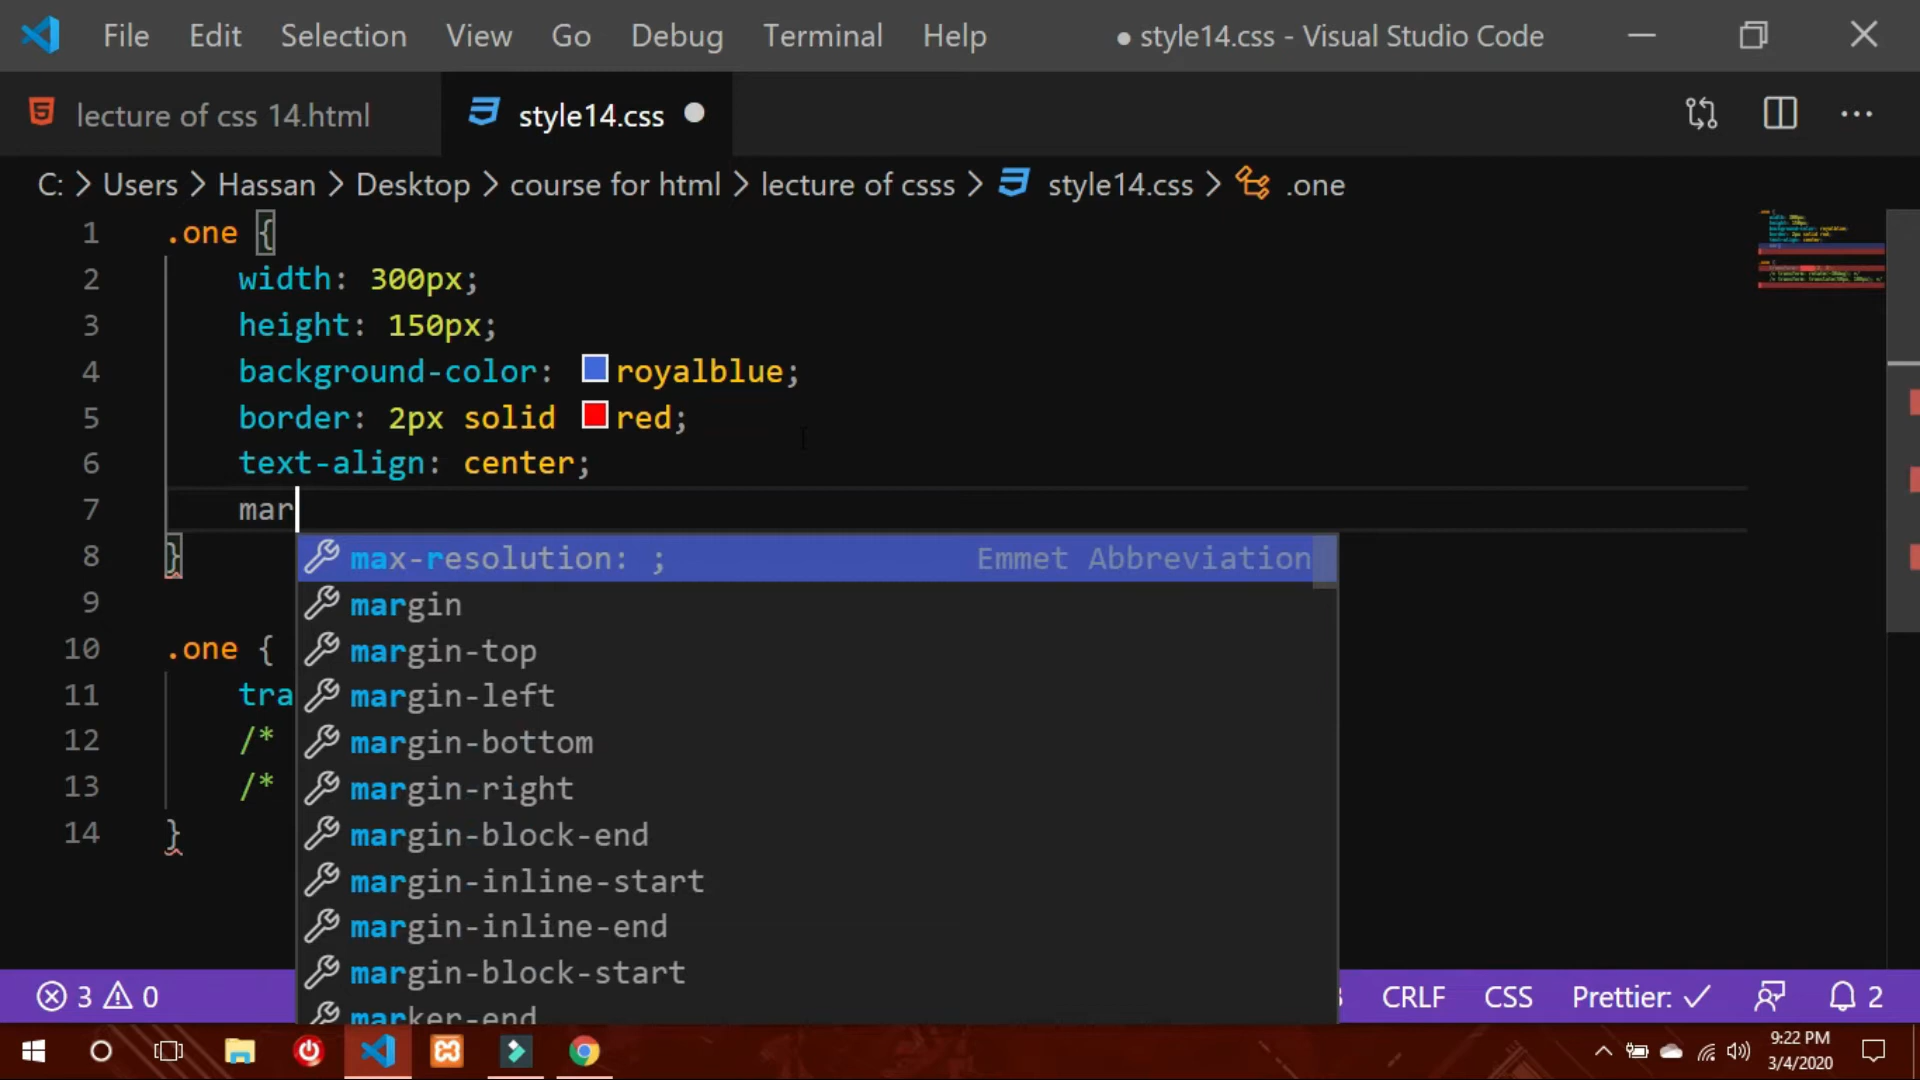 File Edit Selection View Go Debug Terminal Help ● style14.css - Visual Studio Code
lecture of css 14.html style14.css ●
C: > Users > Hassan > Desktop > course for html > lecture of csss > style14.css > .one
1 .one {
2 width: 300px;
3 height: 150px;
4 background-color: royalblue;
5 border: 2px solid red;
6 text-align: center;
7 mar
max-resolution: ; Emmet Abbreviation
8 }
margin
9
margin-top
10 .one {
margin-left
11 tra
margin-bottom
12 /*
margin-right
13 /*
margin-block-end
14 }
margin-inline-start
margin-inline-end
margin-block-start
marker-end
3 0 CRLF CSS Prettier: ✓ 2
9:22 PM
3/4/2020